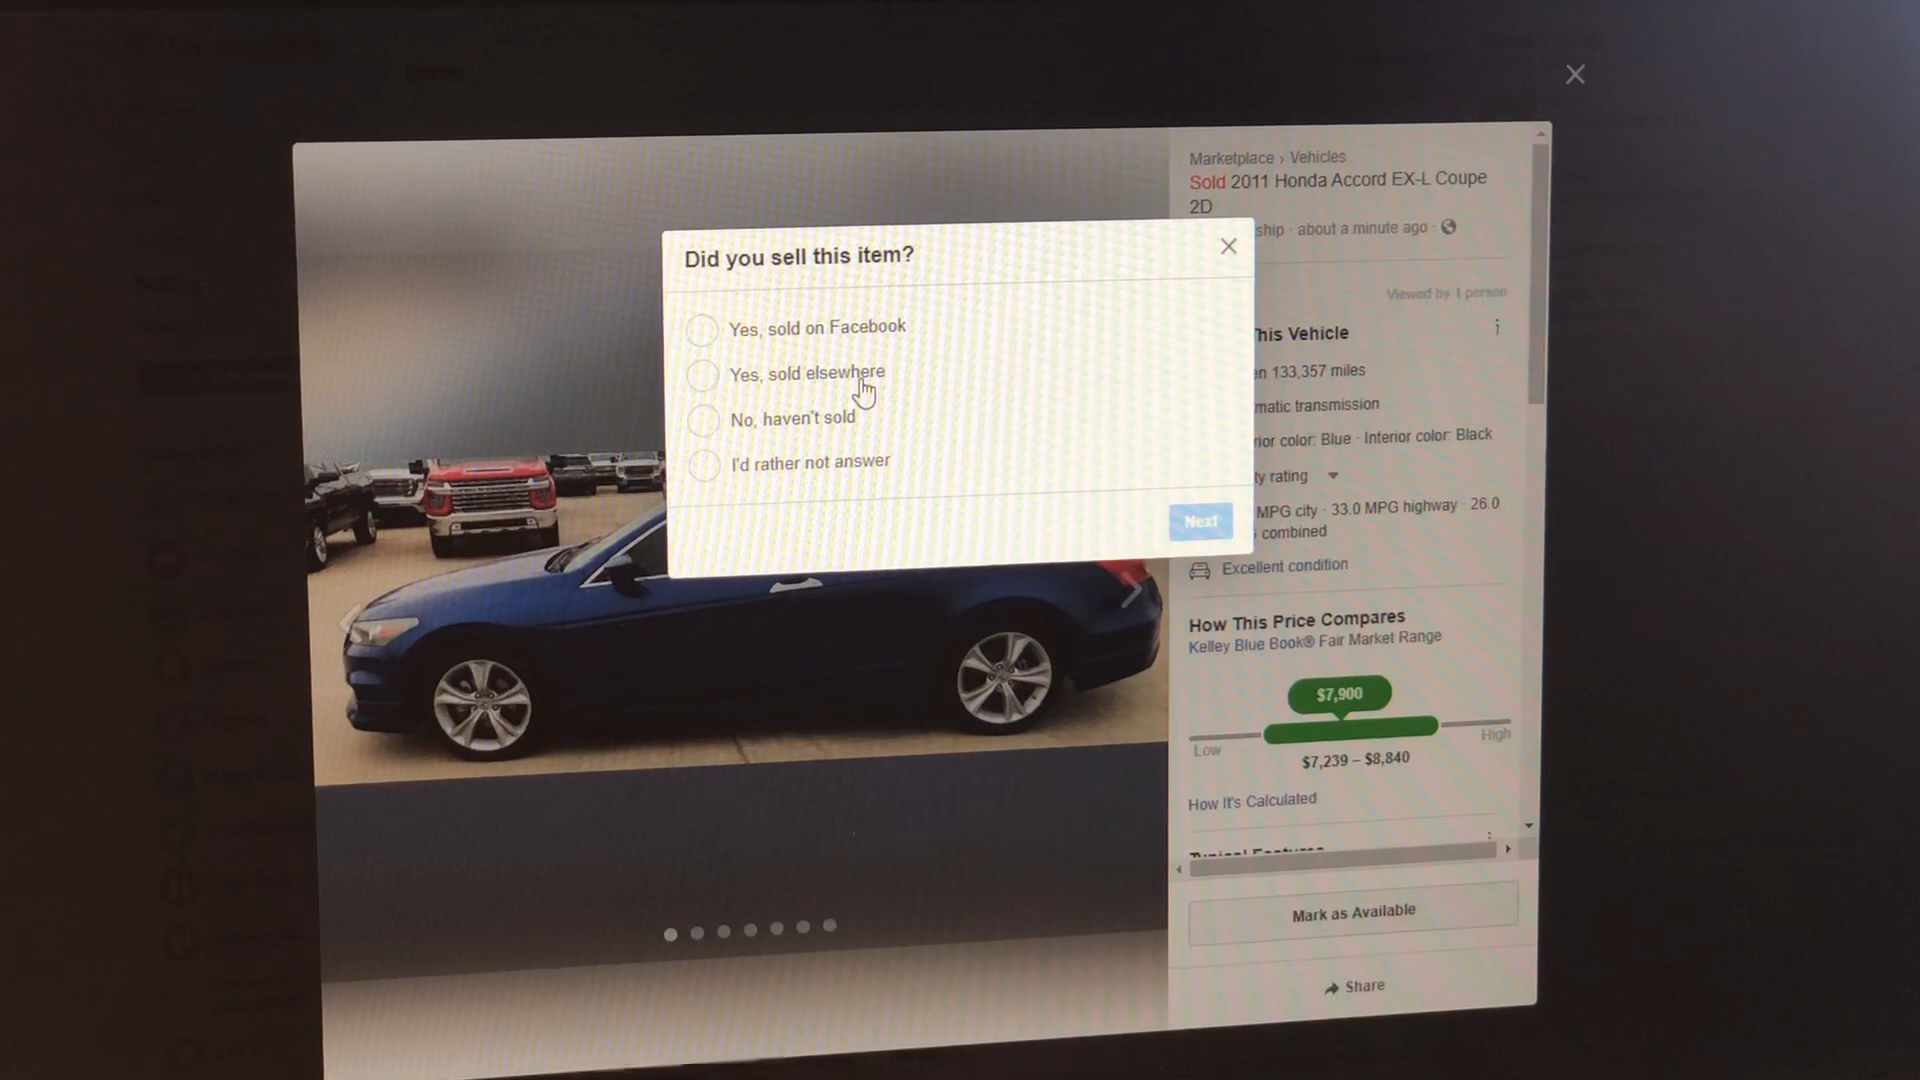 Marketplace › Vehicles
Sold 2011 Honda Accord EX-L Coupe
2D
ship · about a minute ago ·
Viewed by 1 person
Did you sell this item?
Yes, sold on Facebook
Yes, sold elsewhere
No, haven't sold
I'd rather not answer
Next
his Vehicle
en 133,357 miles
matic transmission
rior color: Blue · Interior color: Black
ty rating
MPG city · 33.0 MPG highway · 26.0
combined
Excellent condition
How This Price Compares
Kelley Blue Book® Fair Market Range
$7,900
Low
High
$7,239 – $8,840
How It's Calculated
Typical Features
Mark as Available
Share